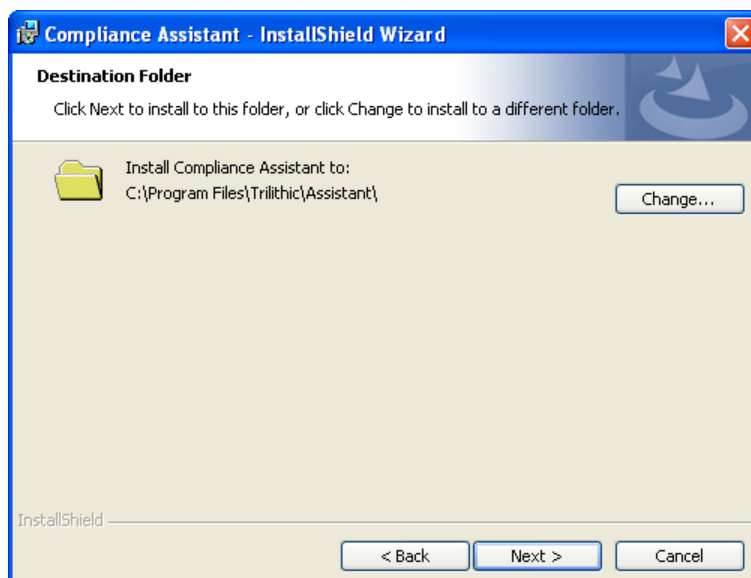 Compliance Assistant - InstallShield Wizard
Destination Folder
Click Next to install to this folder, or click Change to install to a different folder.
Install Compliance Assistant to:
C:\Program Files\Trilithic\Assistant\
Change...
InstallShield
< Back
Next >
Cancel